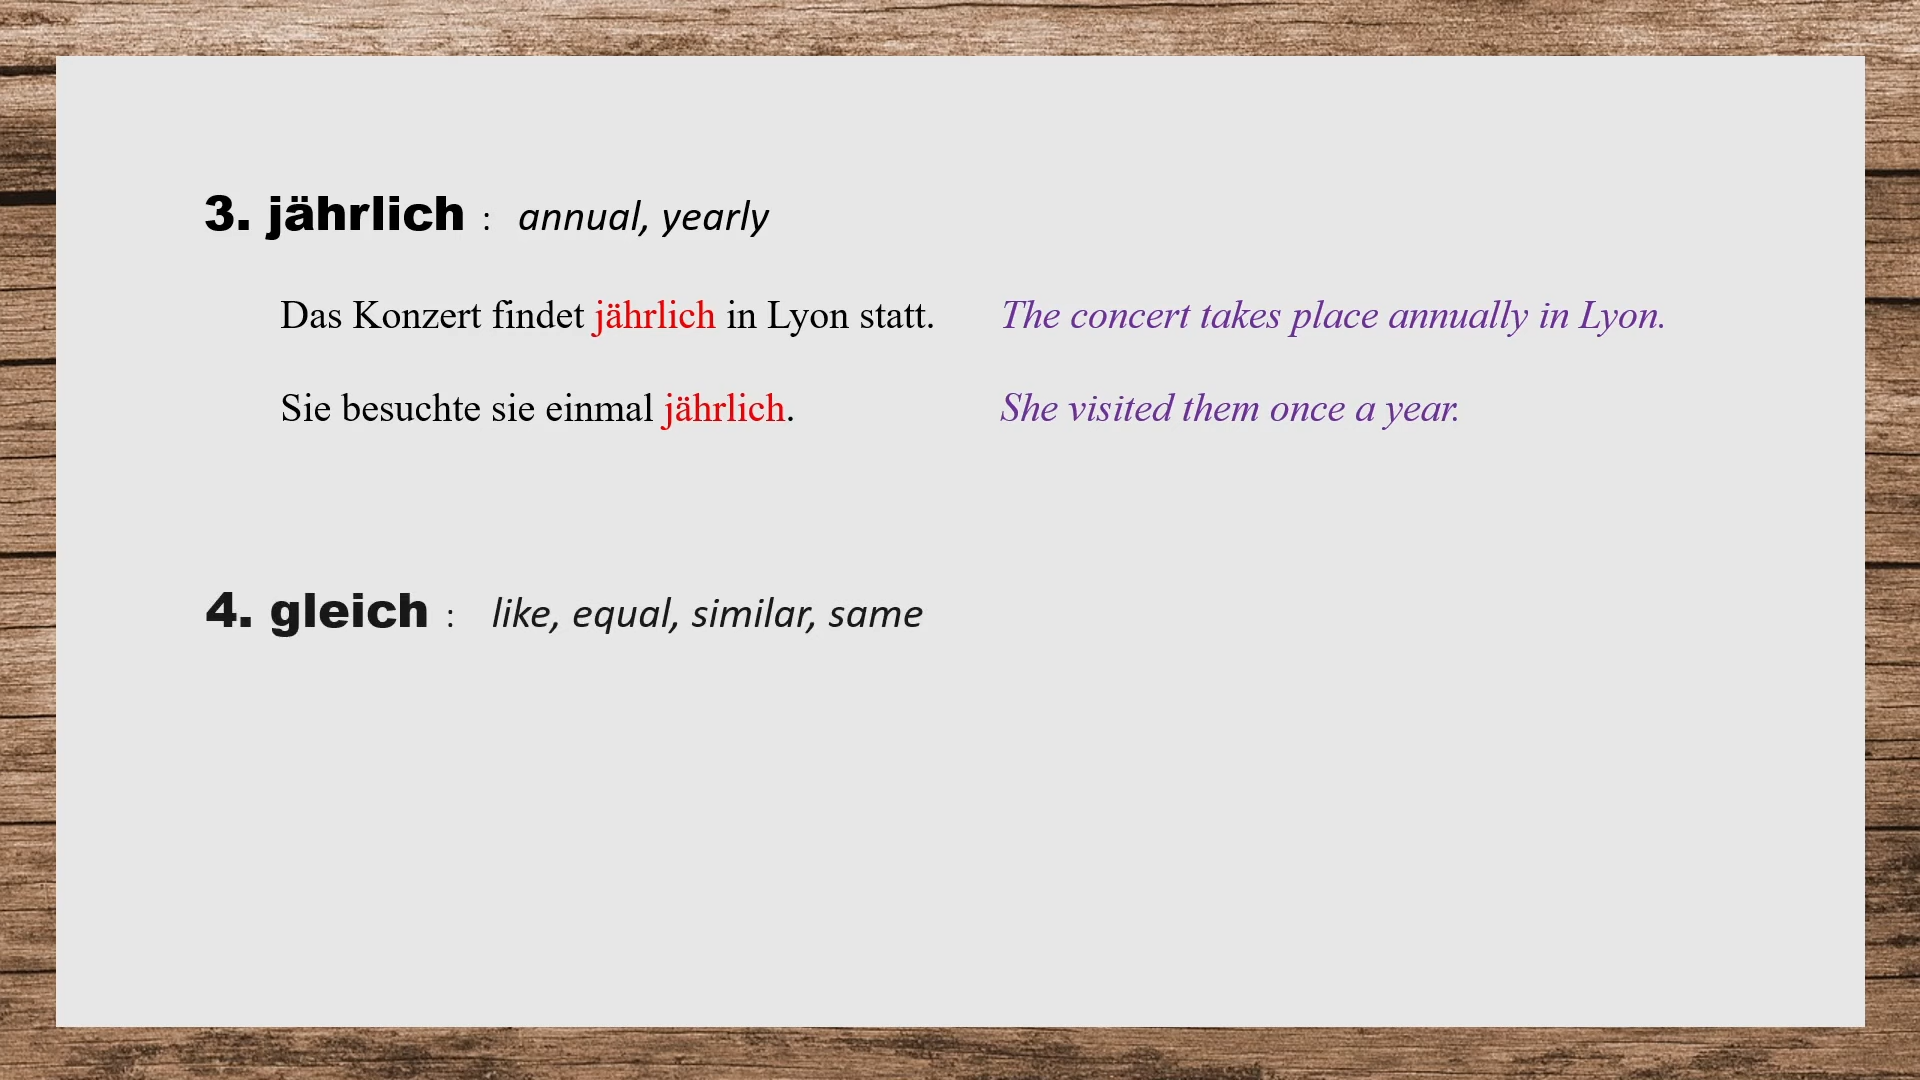 3. jährlich : annual, yearly
Das Konzert findet jährlich in Lyon statt. The concert takes place annually in Lyon.
Sie besuchte sie einmal jährlich. She visited them once a year.
4. gleich : like, equal, similar, same